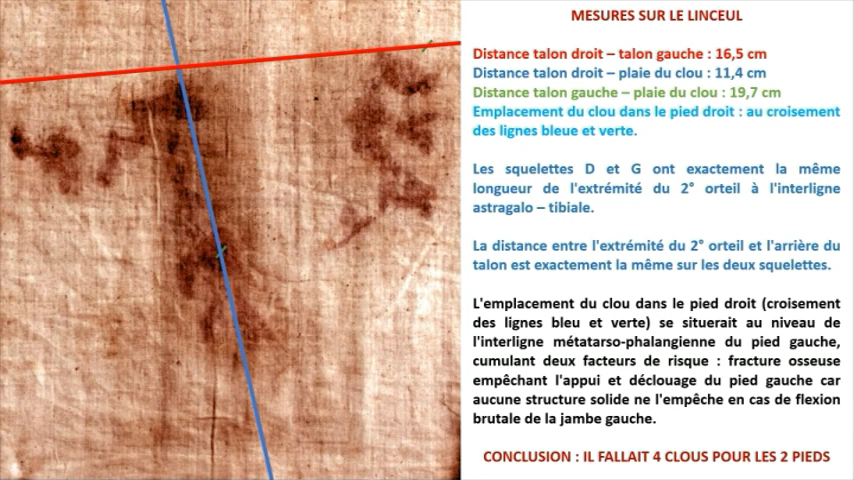 MESURES SUR LE LINCEUL
Distance talon droit – talon gauche : 16,5 cm
Distance talon droit – plaie du clou : 11,4 cm
Distance talon gauche – plaie du clou : 19,7 cm
Emplacement du clou dans le pied droit : au croisement
des lignes bleue et verte.
Les squelettes D et G ont exactement la même
longueur de l'extrémité du 2° orteil à l'interligne
astragalo – tibiale.
La distance entre l'extrémité du 2° orteil et l'arrière du
talon est exactement la même sur les deux squelettes.
L'emplacement du clou dans le pied droit (croisement
des lignes bleu et verte) se situerait au niveau de
l'interligne métatarso-phalangienne du pied gauche,
cumulant deux facteurs de risque : fracture osseuse
empêchant l'appui et déclouage du pied gauche car
aucune structure solide ne l'empêche en cas de flexion
brutale de la jambe gauche.
CONCLUSION : IL FALLAIT 4 CLOUS POUR LES 2 PIEDS